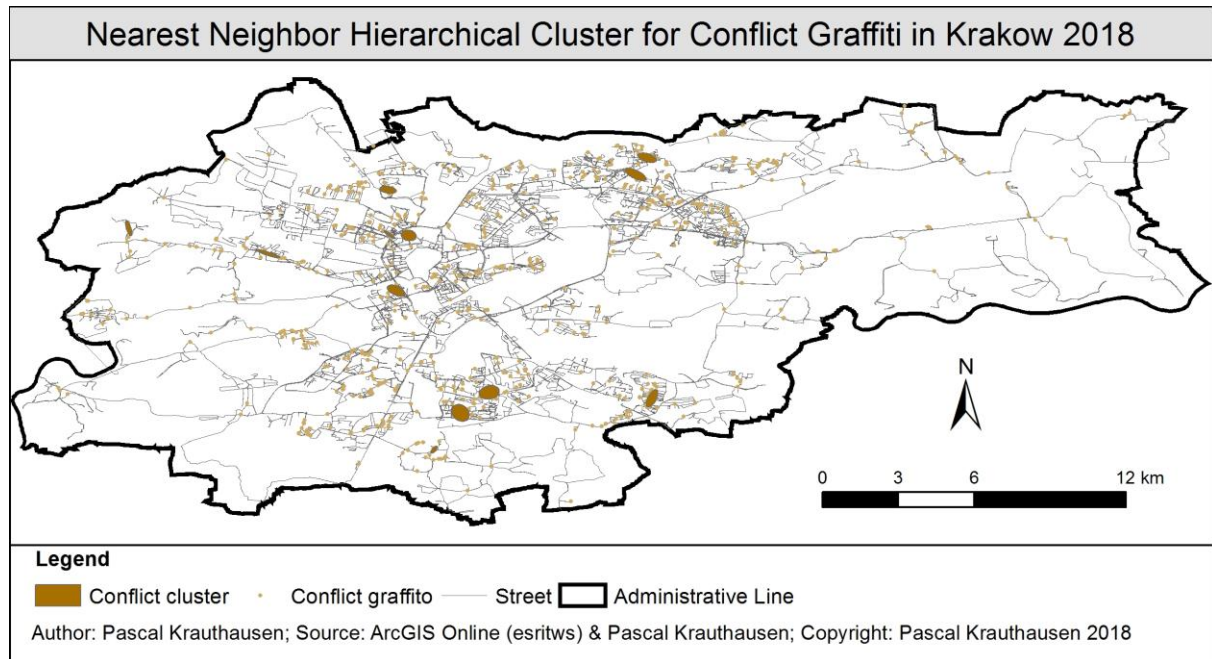 Nearest Neighbor Hierarchical Cluster for Conflict Graffiti in Krakow 2018
N
0 3 6 12 km
Legend
Conflict cluster Conflict graffito Street Administrative Line
Author: Pascal Krauthausen; Source: ArcGIS Online (esritws) & Pascal Krauthausen; Copyright: Pascal Krauthausen 2018